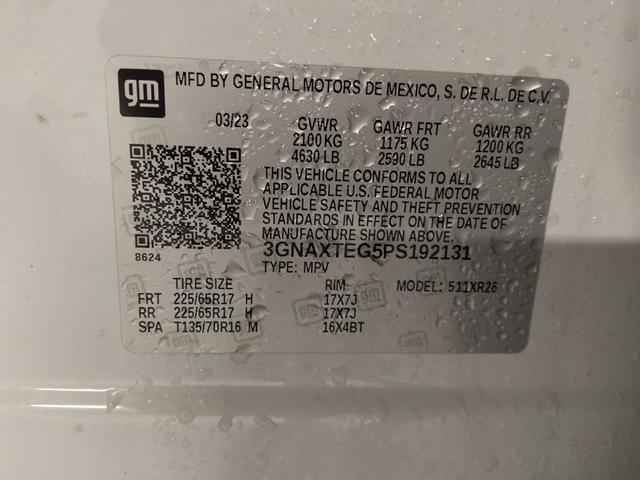 gm MFD BY GENERAL MOTORS DE MEXICO, S. DE R.L. DE C.V.
03/23 GVWR GAWR FRT GAWR RR
2100 KG 1175 KG 1200 KG
4630 LB 2590 LB 2645 LB
THIS VEHICLE CONFORMS TO ALL
APPLICABLE U.S. FEDERAL MOTOR
VEHICLE SAFETY AND THEFT PREVENTION
STANDARDS IN EFFECT ON THE DATE OF
MANUFACTURE SHOWN ABOVE.
8624 3GNAXTEG5PS192131
TYPE: MPV
TIRE SIZE RIM MODEL: 511XR26
FRT 225/65R17 H 17X7J
RR 225/65R17 H 17X7J
SPA T135/70R16 M 16X4BT